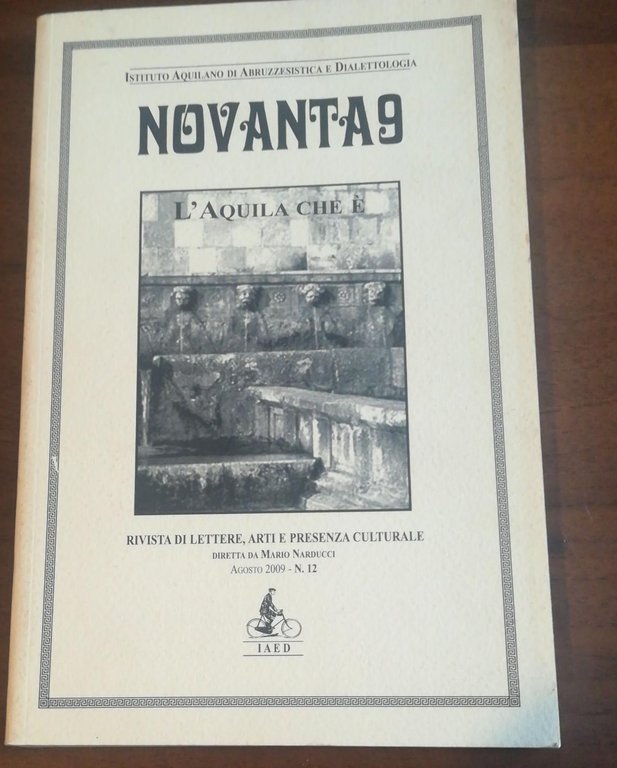 Istituto Aquilano di Abruzzesistica e Dialettologia
NOVANTA9
L'Aquila che è
RIVISTA DI LETTERE, ARTI E PRESENZA CULTURALE
diretta da Mario Narducci
Agosto 2009 - N. 12
IAED